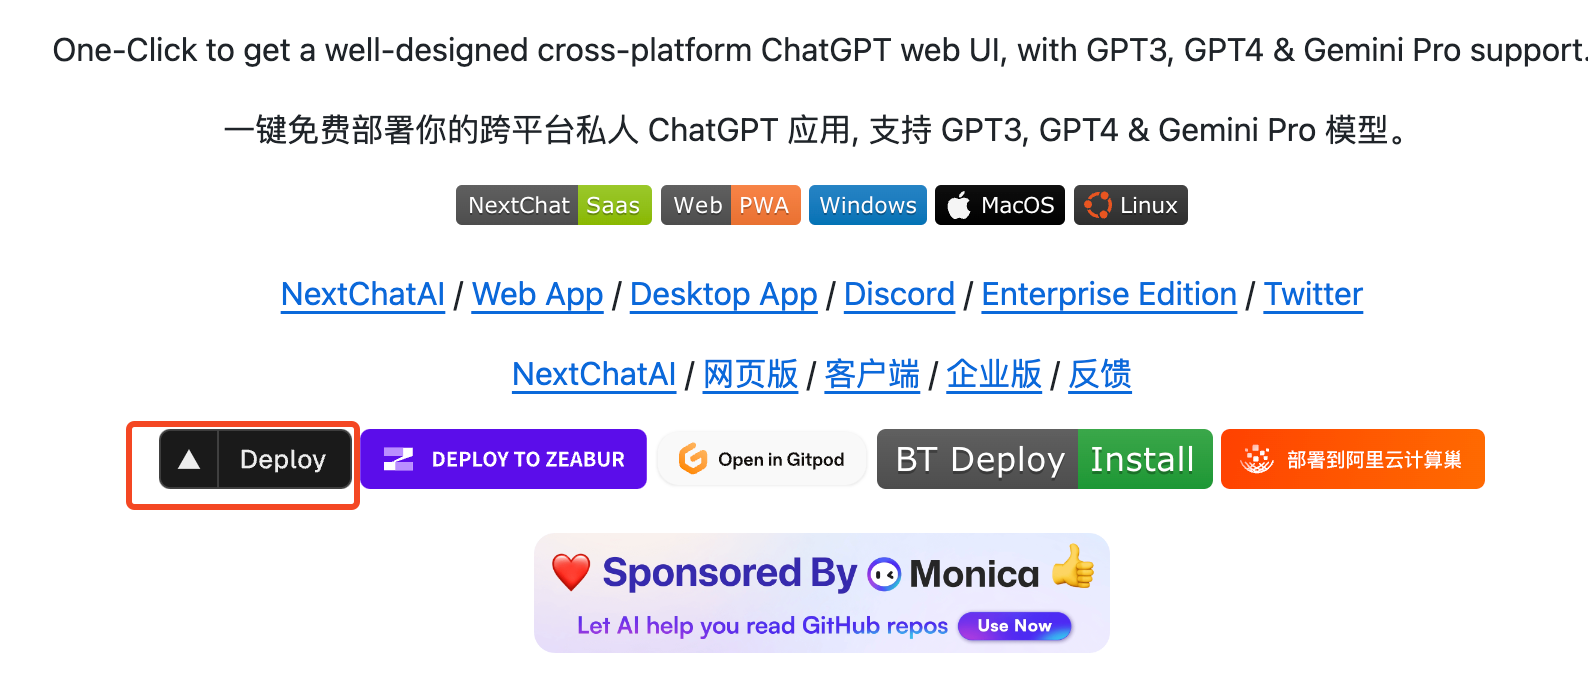 One-Click to get a well-designed cross-platform ChatGPT web UI, with GPT3, GPT4 & Gemini Pro support.
一键免费部署你的跨平台私人 ChatGPT 应用, 支持 GPT3, GPT4 & Gemini Pro 模型。
NextChat Saas Web PWA Windows MacOS Linux
NextChatAI / Web App / Desktop App / Discord / Enterprise Edition / Twitter
NextChatAI / 网页版 / 客户端 / 企业版 / 反馈
Deploy DEPLOY TO ZEABUR Open in Gitpod BT Deploy Install 部署到阿里云计算巢
Sponsored By Monica
Let AI help you read GitHub repos Use Now